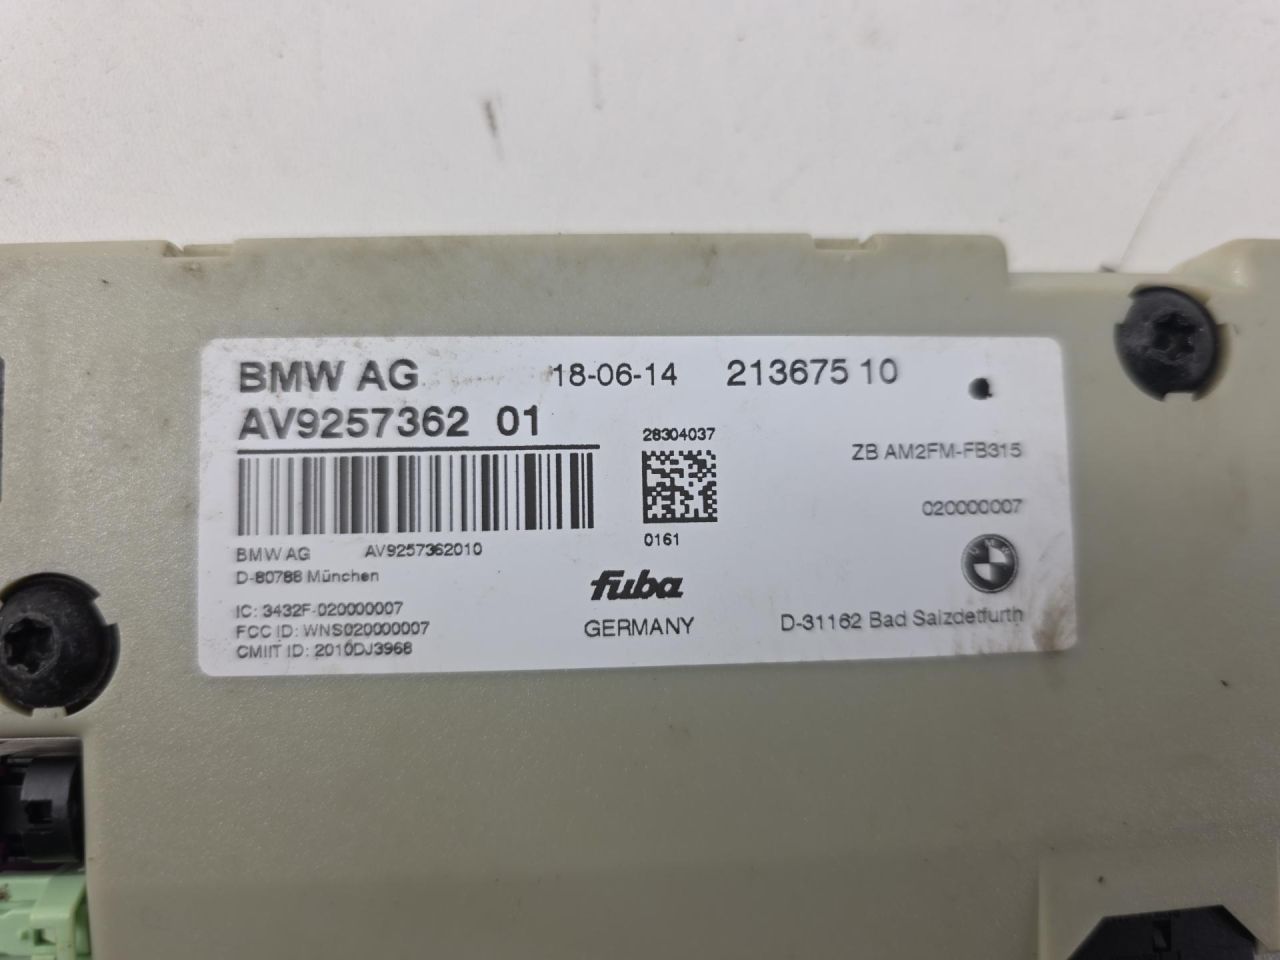 BMW AG 18-06-14 213675 10
AV9257362 01
28304037
ZB AM2FM-FB315
020000007
0161
BMW AG AV9257362010
D-80788 München
fuba
IC: 3432F-020000007
FCC ID: WNS020000007
GERMANY
D-31162 Bad Salzdetfurth
CMIIT ID: 2010DJ3968
BMW